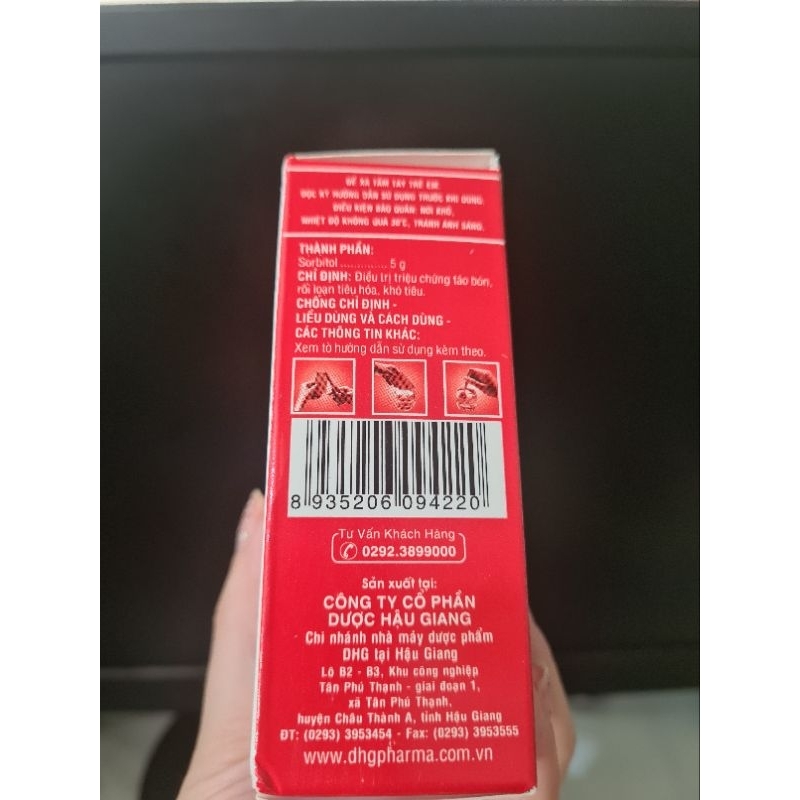 ĐỂ XA TẦM TAY TRẺ EM.
ĐỌC KỸ HƯỚNG DẪN SỬ DỤNG TRƯỚC KHI DÙNG.
ĐIỀU KIỆN BẢO QUẢN: NƠI KHÔ,
NHIỆT ĐỘ KHÔNG QUÁ 30°C, TRÁNH ÁNH SÁNG.
THÀNH PHẦN:
Sorbitol .............. 5 g
CHỈ ĐỊNH: Điều trị triệu chứng táo bón,
rối loạn tiêu hóa, khó tiêu.
CHỐNG CHỈ ĐỊNH -
LIỀU DÙNG VÀ CÁCH DÙNG -
CÁC THÔNG TIN KHÁC:
Xem tờ hướng dẫn sử dụng kèm theo.
8 935206 094220
Tư Vấn Khách Hàng
0292.3899000
Sản xuất tại:
CÔNG TY CỔ PHẦN
DƯỢC HẬU GIANG
Chi nhánh nhà máy dược phẩm
DHG tại Hậu Giang
Lô B2 - B3, Khu công nghiệp
Tân Phú Thạnh - giai đoạn 1,
xã Tân Phú Thạnh,
huyện Châu Thành A, tỉnh Hậu Giang
ĐT: (0293) 3953454 - Fax: (0293) 3953555
www.dhgpharma.com.vn